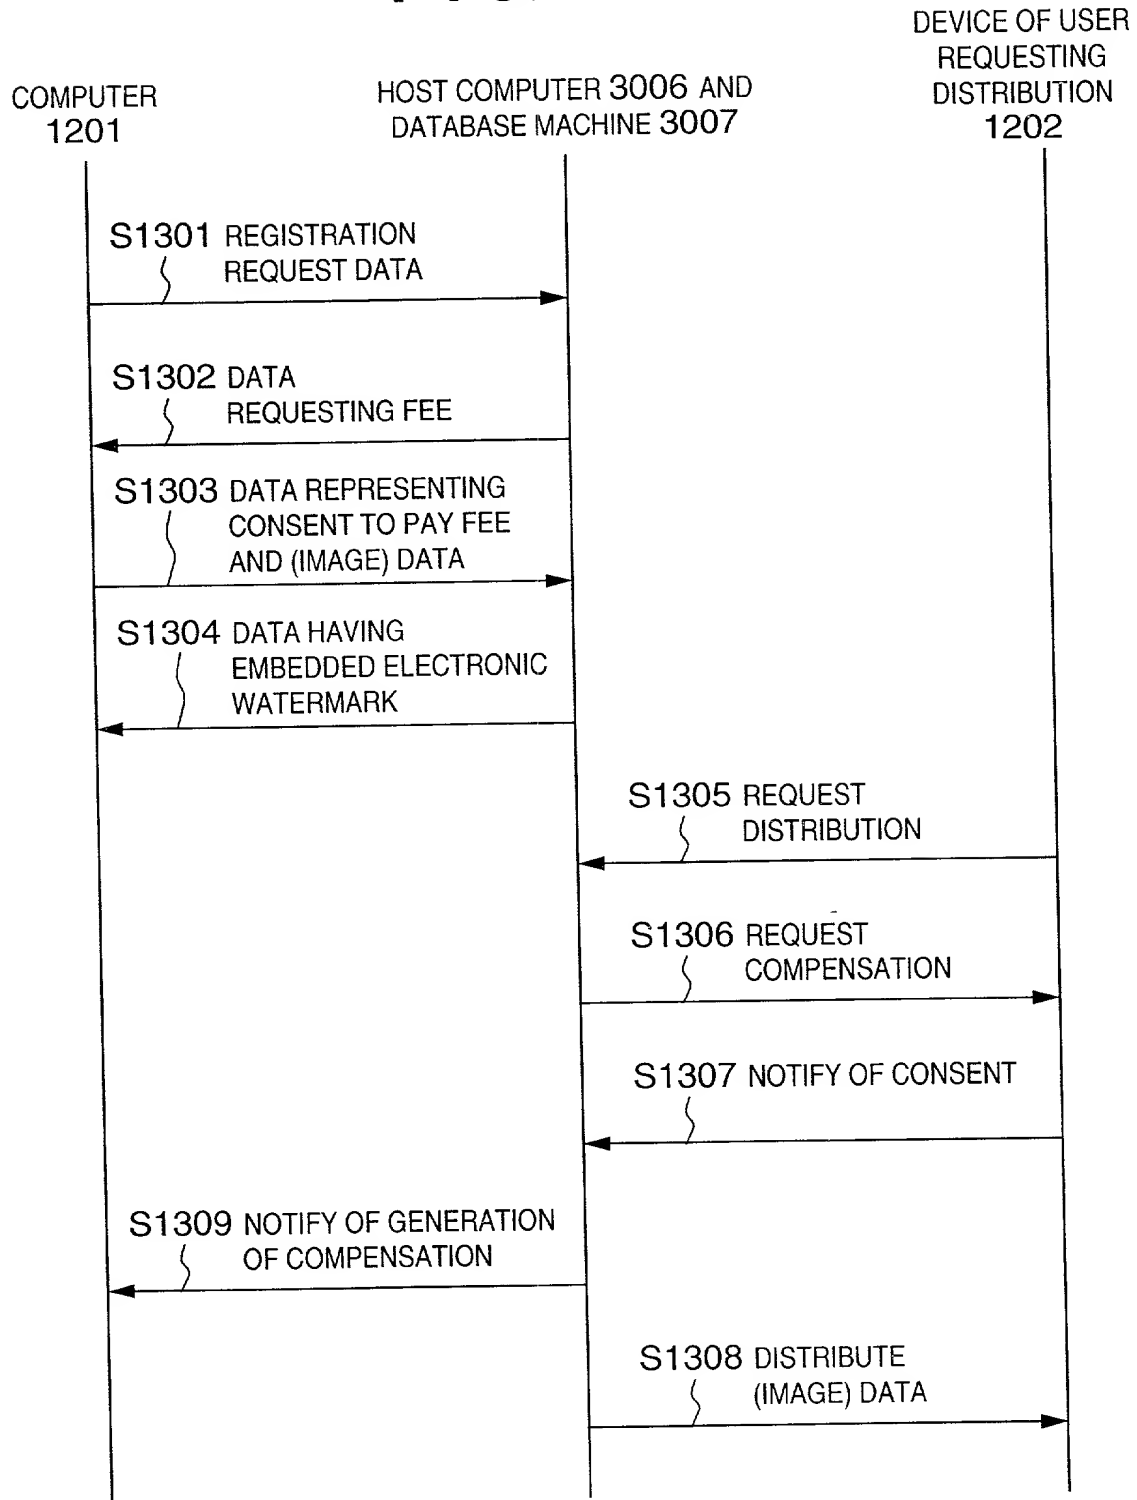 COMPUTER
1201
HOST COMPUTER 3006 AND
DATABASE MACHINE 3007
DEVICE OF USER
REQUESTING
DISTRIBUTION
1202
S1301 REGISTRATION
REQUEST DATA
S1302 DATA
REQUESTING FEE
S1303 DATA REPRESENTING
CONSENT TO PAY FEE
AND (IMAGE) DATA
S1304 DATA HAVING
EMBEDDED ELECTRONIC
WATERMARK
S1305 REQUEST
DISTRIBUTION
S1306 REQUEST
COMPENSATION
S1307 NOTIFY OF CONSENT
S1309 NOTIFY OF GENERATION
OF COMPENSATION
S1308 DISTRIBUTE
(IMAGE) DATA